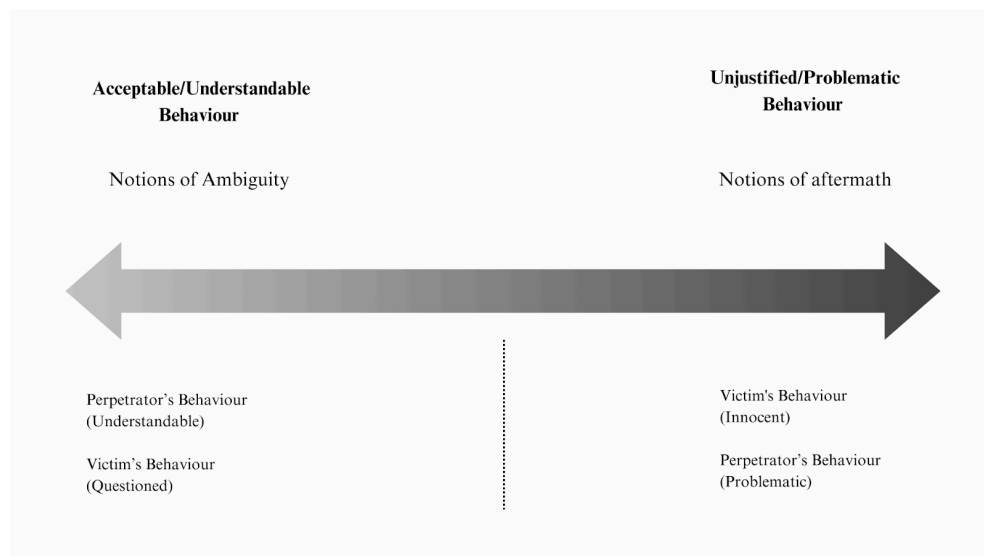 Acceptable/Understandable
Behaviour
Unjustified/Problematic
Behaviour
Notions of Ambiguity
Notions of aftermath
Perpetrator’s Behaviour
(Understandable)
Victim’s Behaviour
(Questioned)
Victim's Behaviour
(Innocent)
Perpetrator’s Behaviour
(Problematic)